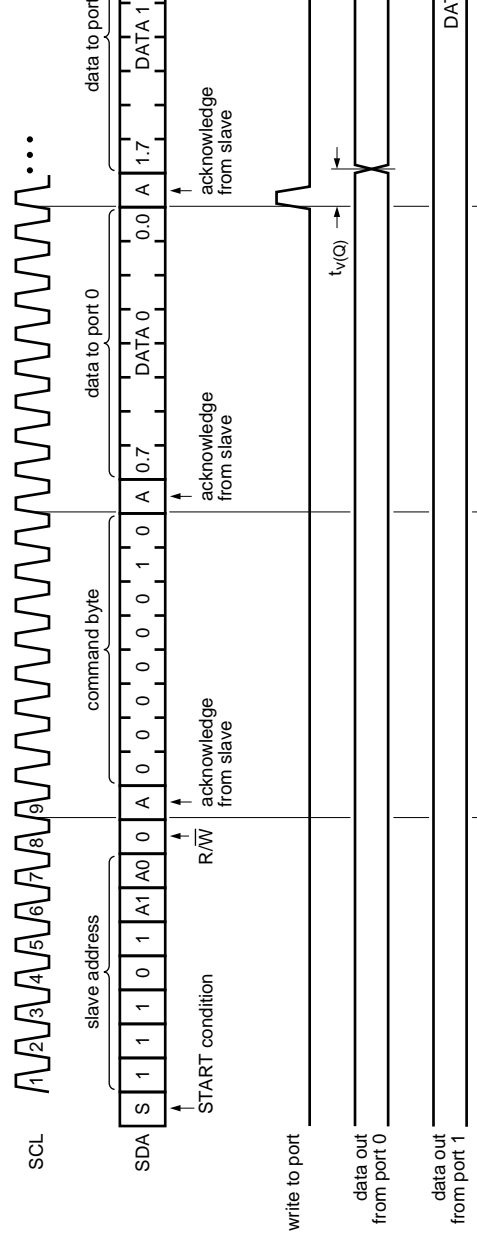 SCL
1 2 3 4 5 6 7 8 9
slave address
command byte
data to port 0
data to port
SDA
S 1 1 1 0 1 A1 A0 0 A 0 0 0 0 0 0 1 0 A 0.7 DATA 0 0.0 A 1.7 DATA 1
START condition
R/W
acknowledge
from slave
acknowledge
from slave
acknowledge
from slave
write to port
tv(Q)
data out
from port 0
data out
from port 1